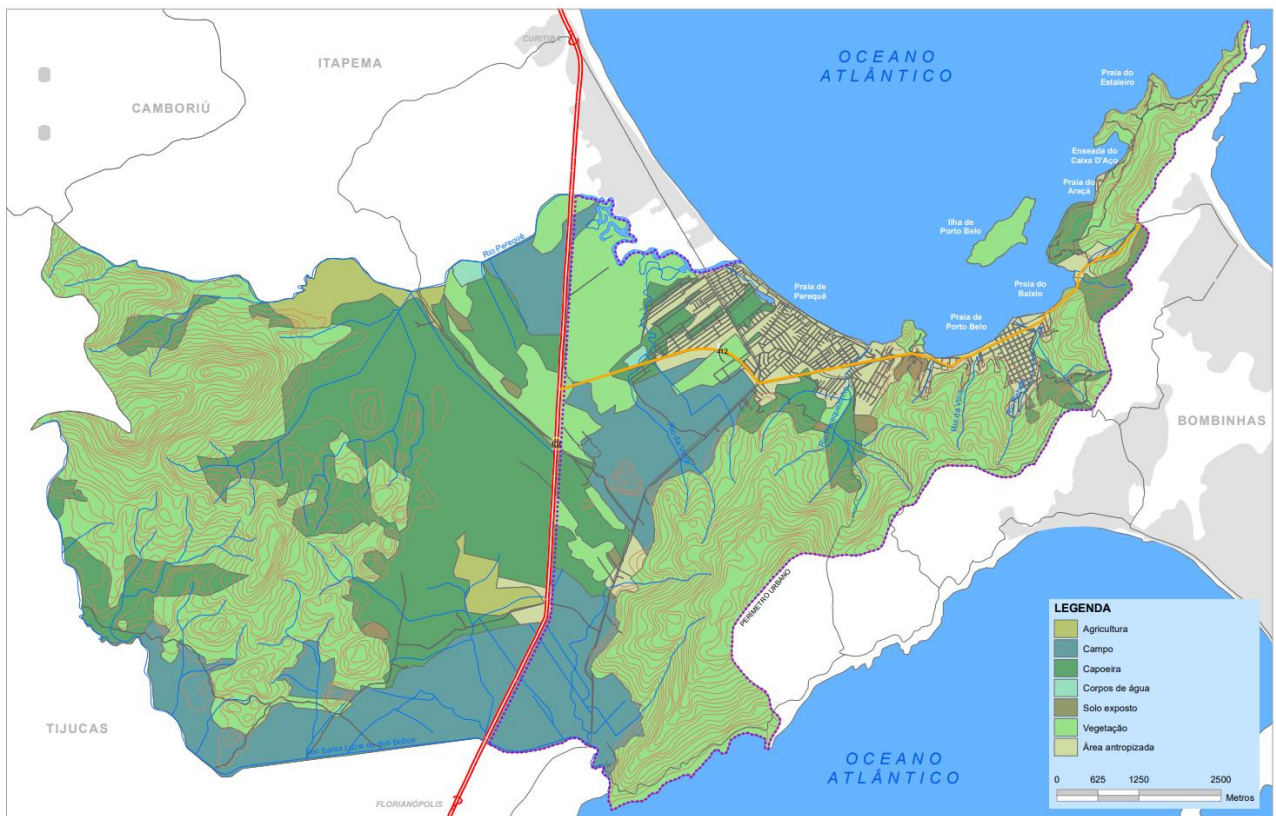 CURITIBA
ITAPEMA
CAMBORIÚ
OCEANO
ATLÂNTICO
Praia do
Estaleiro
Enseada do
Caixa D'Aço
Praia do
Araçá
Ilha de
Porto Belo
Rio Perequê
Praia de
Perequê
Praia do
Baixio
Praia de
Porto Belo
412
BOMBINHAS
Rio da Vila
PERÍMETRO URBANO
TIJUCAS
Rio Santa Luzia ou dos Bobos
FLORIANÓPOLIS
OCEANO
ATLÂNTICO
LEGENDA
Agricultura
Campo
Capoeira
Corpos de água
Solo exposto
Vegetação
Área antropizada
0 625 1250 2500
Metros